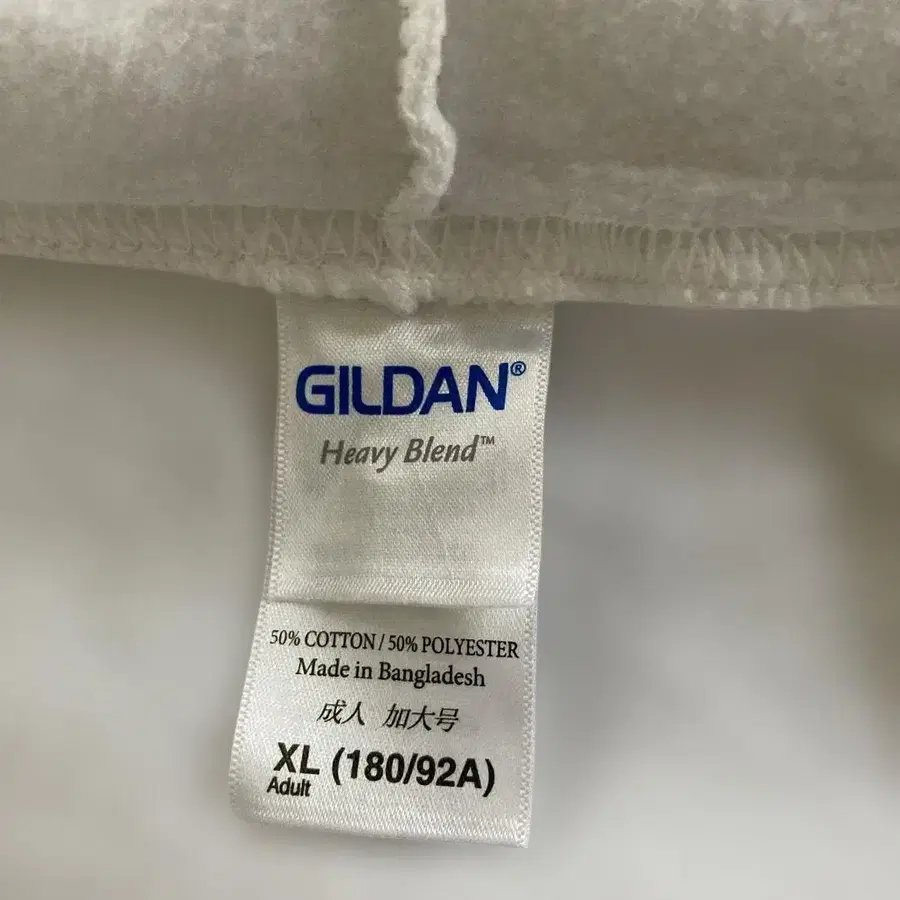 GILDAN®
Heavy Blend™
50% COTTON / 50% POLYESTER
Made in Bangladesh
成人 加大号
XL (180/92A)
Adult